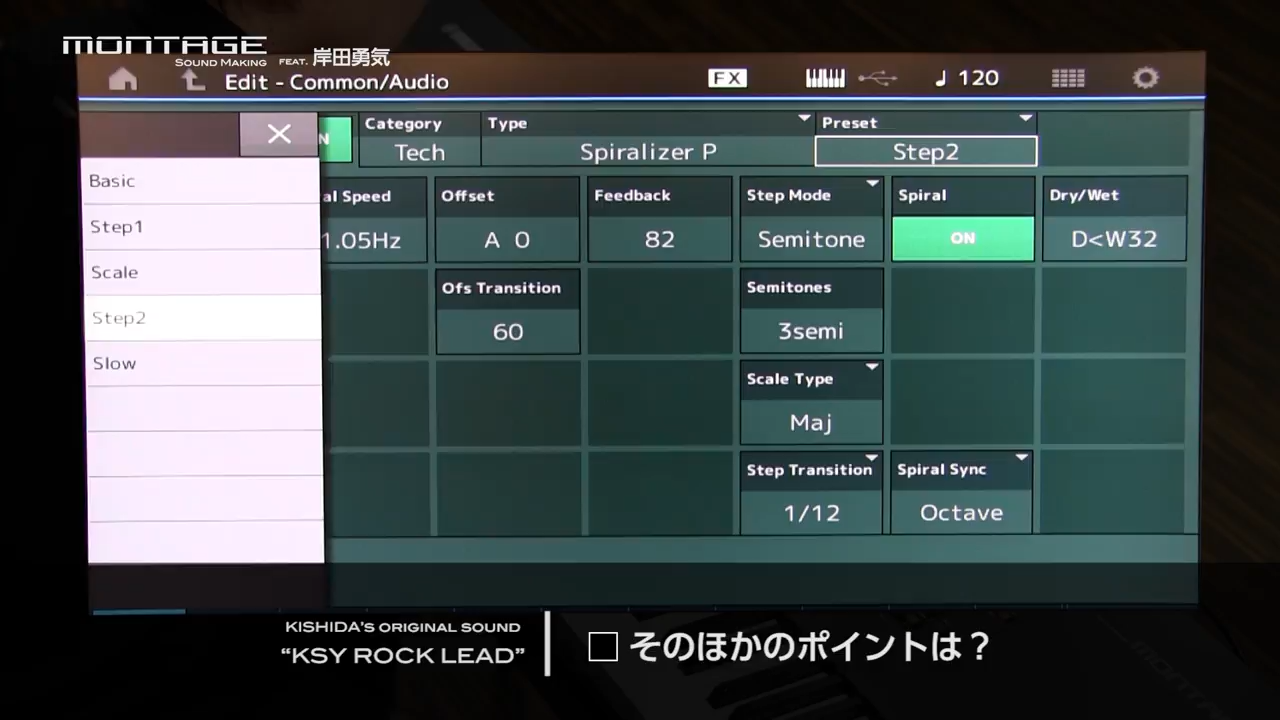 MONTAGE
SOUND MAKING FEAT. 岸田勇気
Edit - Common/Audio
FX
♩ 120
N
Category
Type
Preset
Tech
Spiralizer P
Step2
Basic
Step1
Scale
Step2
Slow
al Speed
Offset
Feedback
Step Mode
Spiral
Dry/Wet
1.05Hz
A 0
82
Semitone
ON
D<W32
Ofs Transition
Semitones
60
3semi
Scale Type
Maj
Step Transition
Spiral Sync
1/12
Octave
KISHIDA'S ORIGINAL SOUND
"KSY ROCK LEAD"
□ そのほかのポイントは？